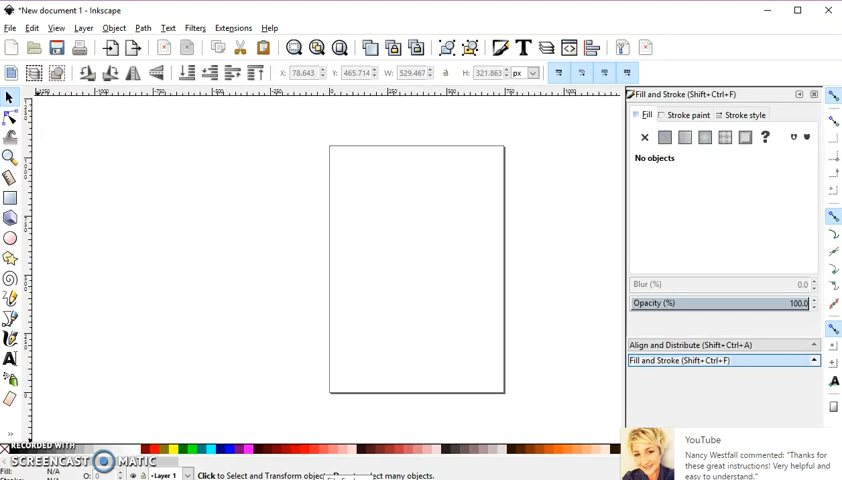 *New document 1 - Inkscape
File Edit View Layer Object Path Text Filters Extensions Help
X: 78.643 Y: 465.714 W: 529.467 H: 321.863 px
Fill and Stroke (Shift+Ctrl+F)
Fill Stroke paint Stroke style
No objects
Blur (%) 0.0
Opacity (%) 100.0
Align and Distribute (Shift+Ctrl+A)
Fill and Stroke (Shift+Ctrl+F)
RECORDED WITH
SCREENCAST MATIC
YouTube
Nancy Westfall commented: "Thanks for
these great instructions! Very helpful and
easy to understand."
Fill: N/A
N/A O: 0 Layer 1 Click to Select and Transform
many objects.